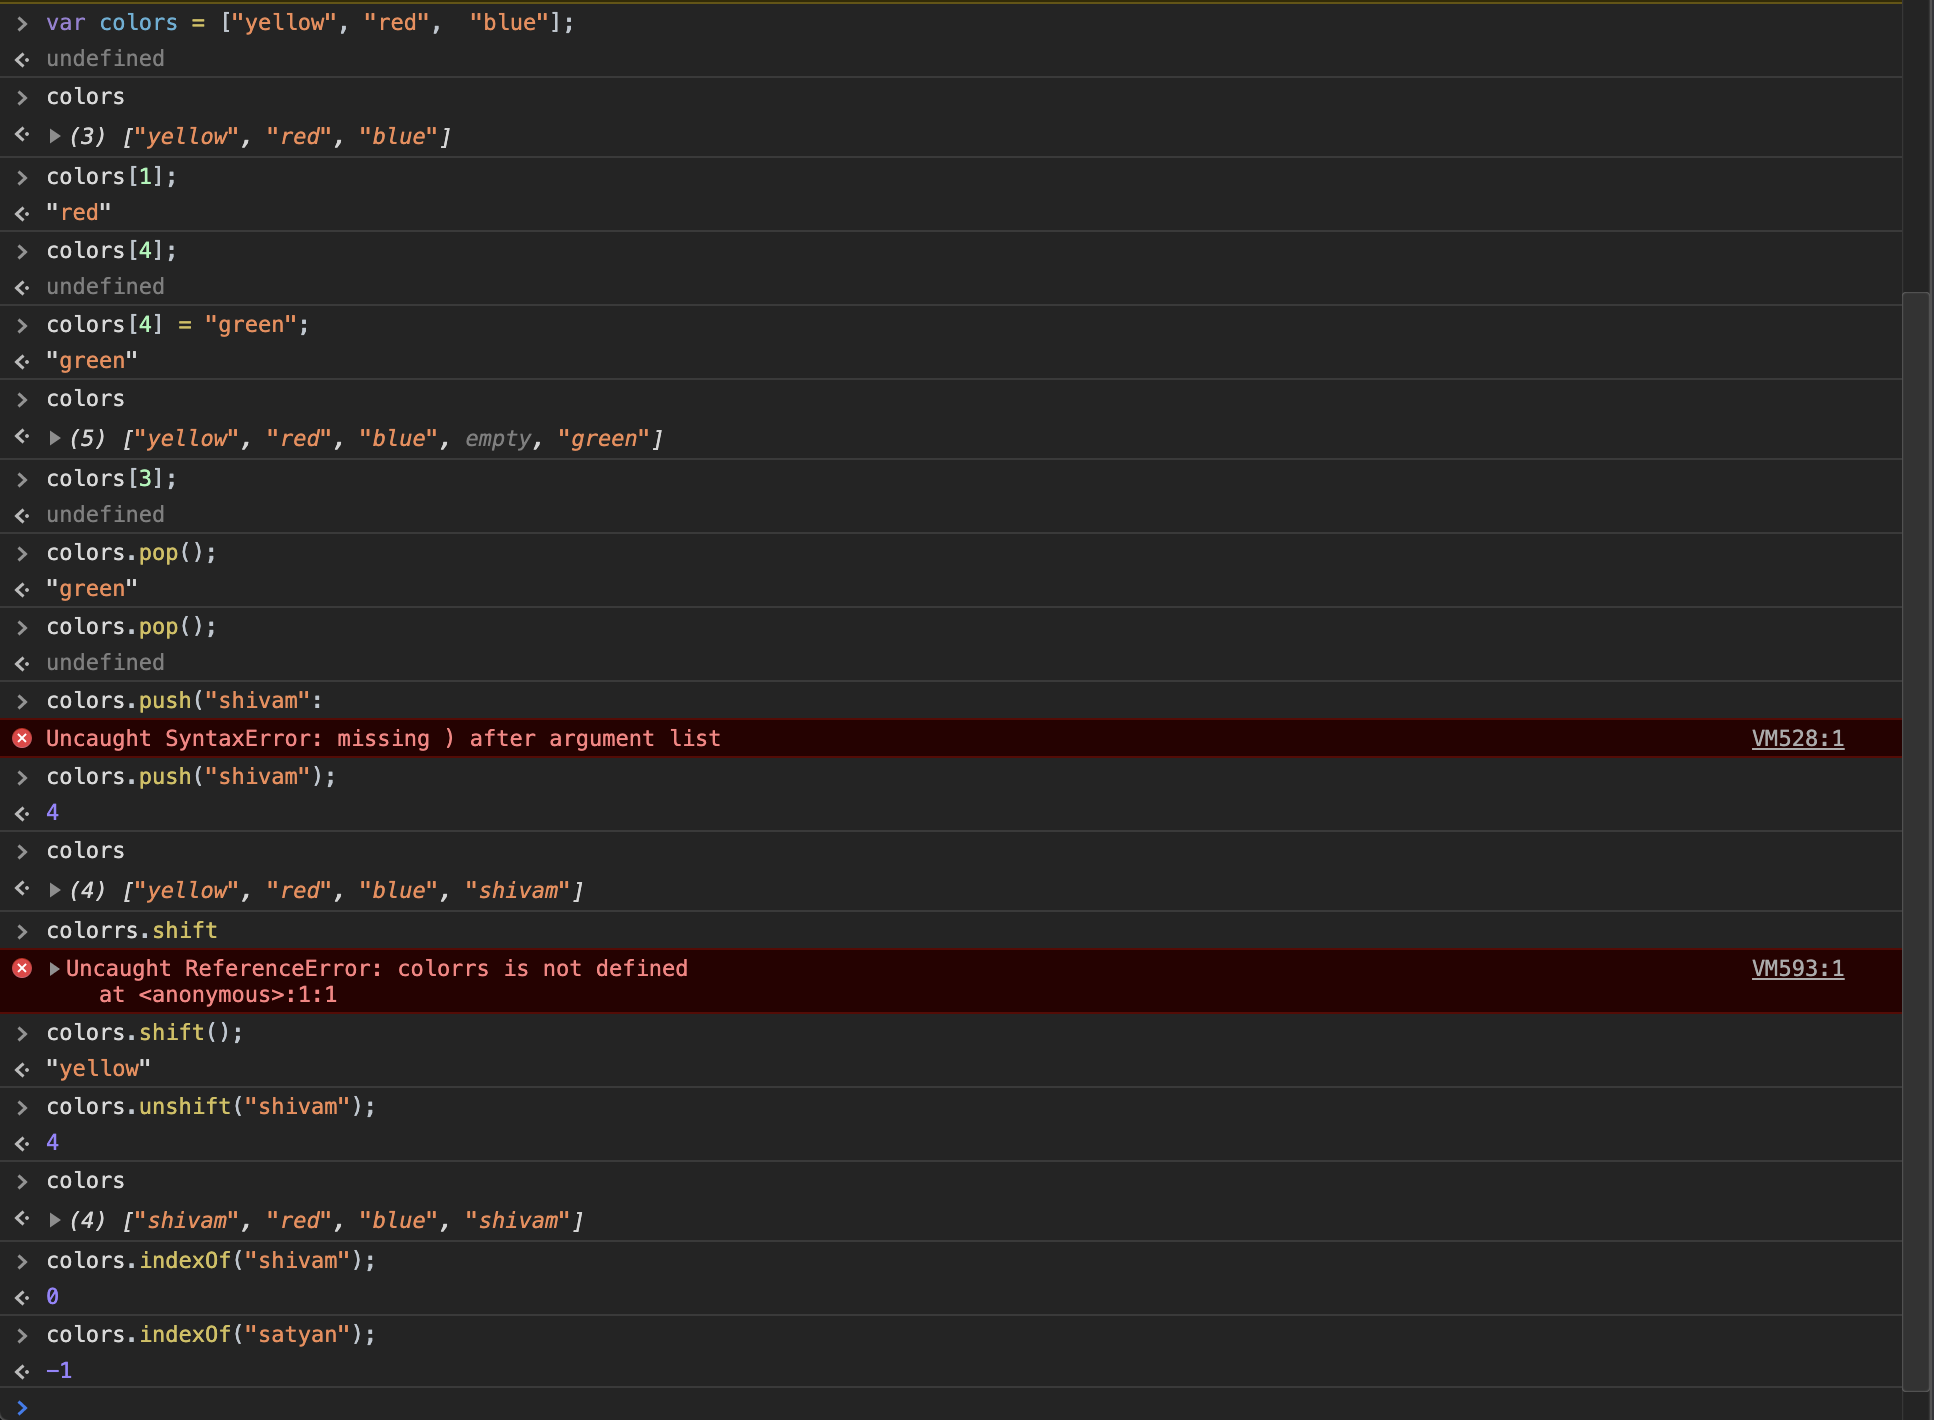 > var colors = ["yellow", "red",  "blue"];
undefined
> colors
(3) ["yellow", "red", "blue"]
> colors[1];
"red"
> colors[4];
undefined
> colors[4] = "green";
"green"
> colors
(5) ["yellow", "red", "blue", empty, "green"]
> colors[3];
undefined
> colors.pop();
"green"
> colors.pop();
undefined
> colors.push("shivam":
Uncaught SyntaxError: missing ) after argument list VM528:1
> colors.push("shivam");
4
> colors
(4) ["yellow", "red", "blue", "shivam"]
> colorrs.shift
Uncaught ReferenceError: colorrs is not defined VM593:1
at <anonymous>:1:1
> colors.shift();
"yellow"
> colors.unshift("shivam");
4
> colors
(4) ["shivam", "red", "blue", "shivam"]
> colors.indexOf("shivam");
0
> colors.indexOf("satyan");
-1
>